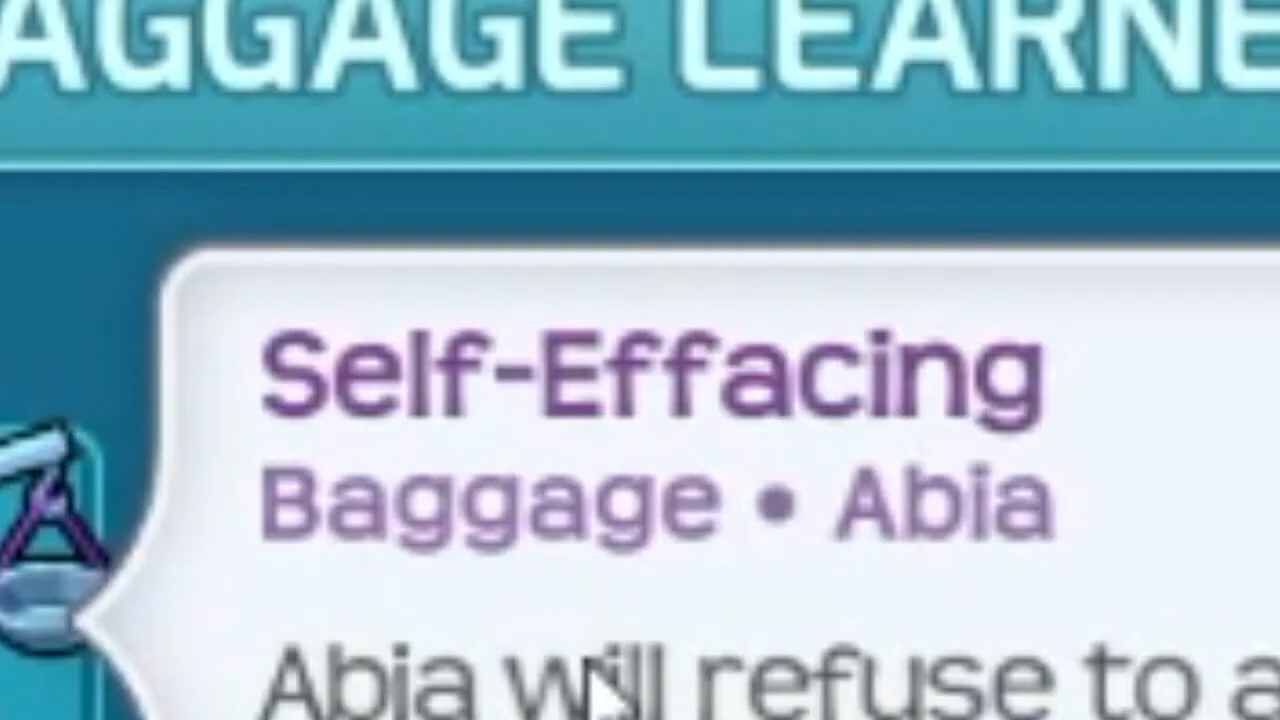 AGGAGE LEARNE
Self-Effacing
Baggage • Abia
Abia will refuse to a